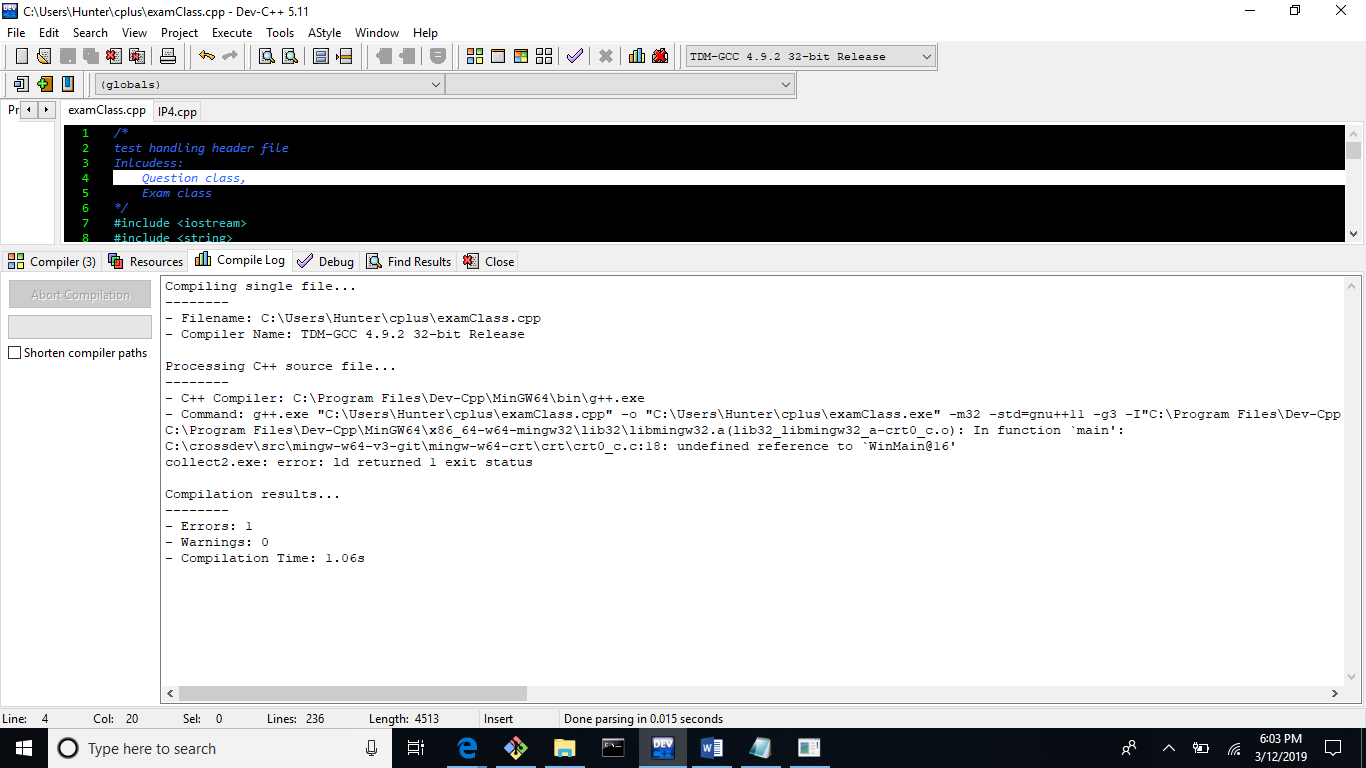 C:\Users\Hunter\cplus\examClass.cpp - Dev-C++ 5.11
File Edit Search View Project Execute Tools AStyle Window Help
TDM-GCC 4.9.2 32-bit Release
(globals)
Pr examClass.cpp IP4.cpp
1 /*
2 test handling header file
3 Inlcudess:
4 Question class,
5 Exam class
6 */
7 #include <iostream>
8 #include <string>
Compiler (3) Resources Compile Log Debug Find Results Close
Abort Compilation
Shorten compiler paths
Compiling single file...
--------
- Filename: C:\Users\Hunter\cplus\examClass.cpp
- Compiler Name: TDM-GCC 4.9.2 32-bit Release
Processing C++ source file...
--------
- C++ Compiler: C:\Program Files\Dev-Cpp\MinGW64\bin\g++.exe
- Command: g++.exe "C:\Users\Hunter\cplus\examClass.cpp" -o "C:\Users\Hunter\cplus\examClass.exe" -m32 -std=gnu++11 -g3 -I"C:\Program Files\Dev-Cpp
C:\Program Files\Dev-Cpp\MinGW64\x86_64-w64-mingw32\lib32\libmingw32.a(lib32_libmingw32_a-crt0_c.o): In function `main':
C:\crossdev\src\mingw-w64-v3-git\mingw-w64-crt\crt\crt0_c.c:18: undefined reference to `WinMain@16'
collect2.exe: error: ld returned 1 exit status
Compilation results...
--------
- Errors: 1
- Warnings: 0
- Compilation Time: 1.06s
Line: 4 Col: 20 Sel: 0 Lines: 236 Length: 4513 Insert Done parsing in 0.015 seconds
Type here to search
DEV
6:03 PM
3/12/2019